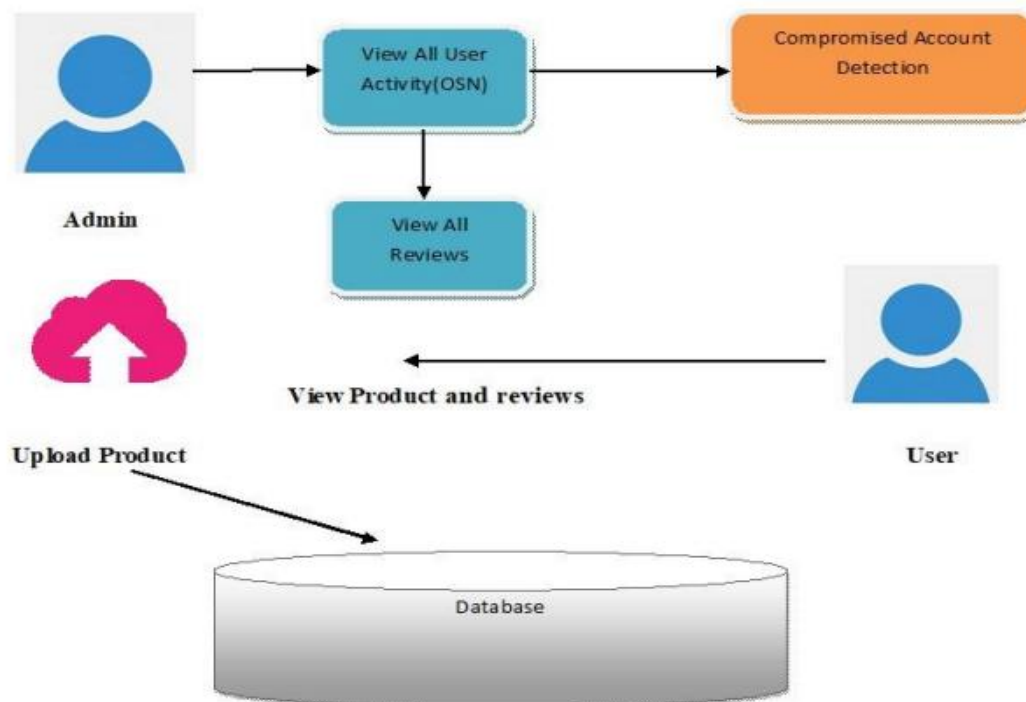 View All User
Activity(OSN)
Compromised Account
Detection
Admin
View All
Reviews
View Product and reviews
Upload Product
User
Database